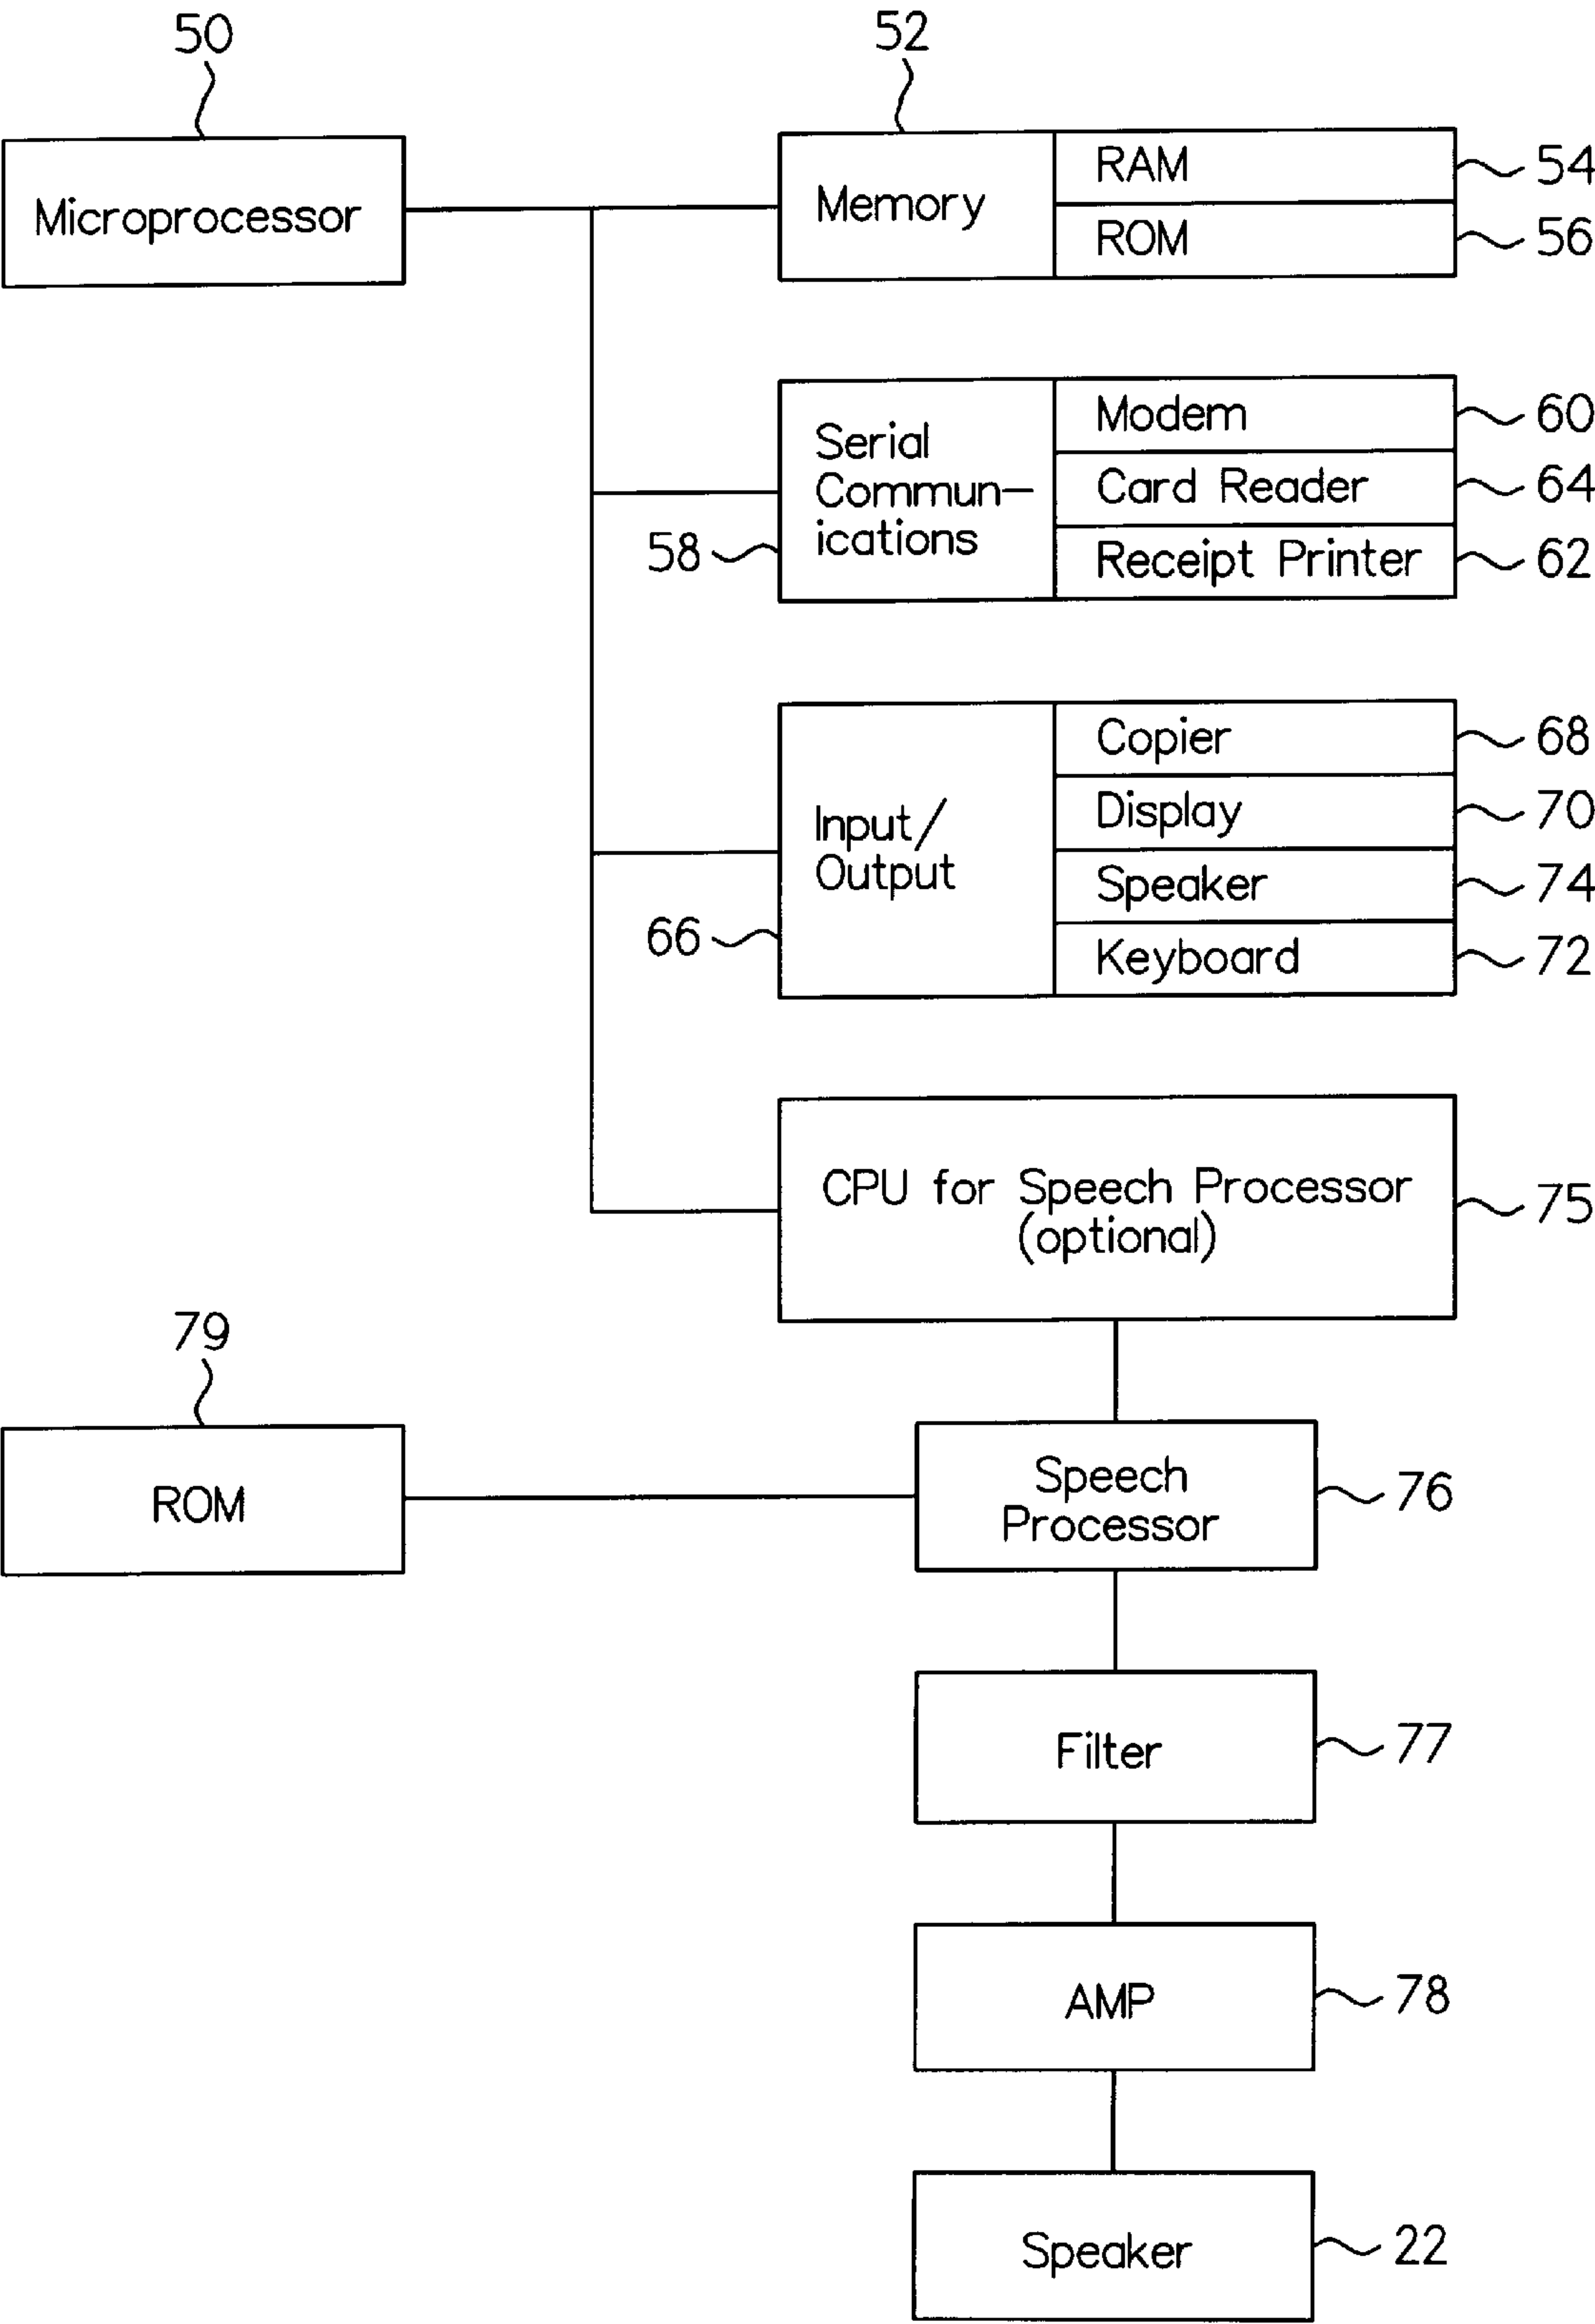 50
52
Microprocessor
Memory
RAM
54
ROM
56
Serial
Commun-
ications
58
Modem
60
Card Reader
64
Receipt Printer
62
Input/
Output
66
Copier
68
Display
70
Speaker
74
Keyboard
72
CPU for Speech Processor
(optional)
75
79
ROM
Speech
Processor
76
Filter
77
AMP
78
Speaker
22